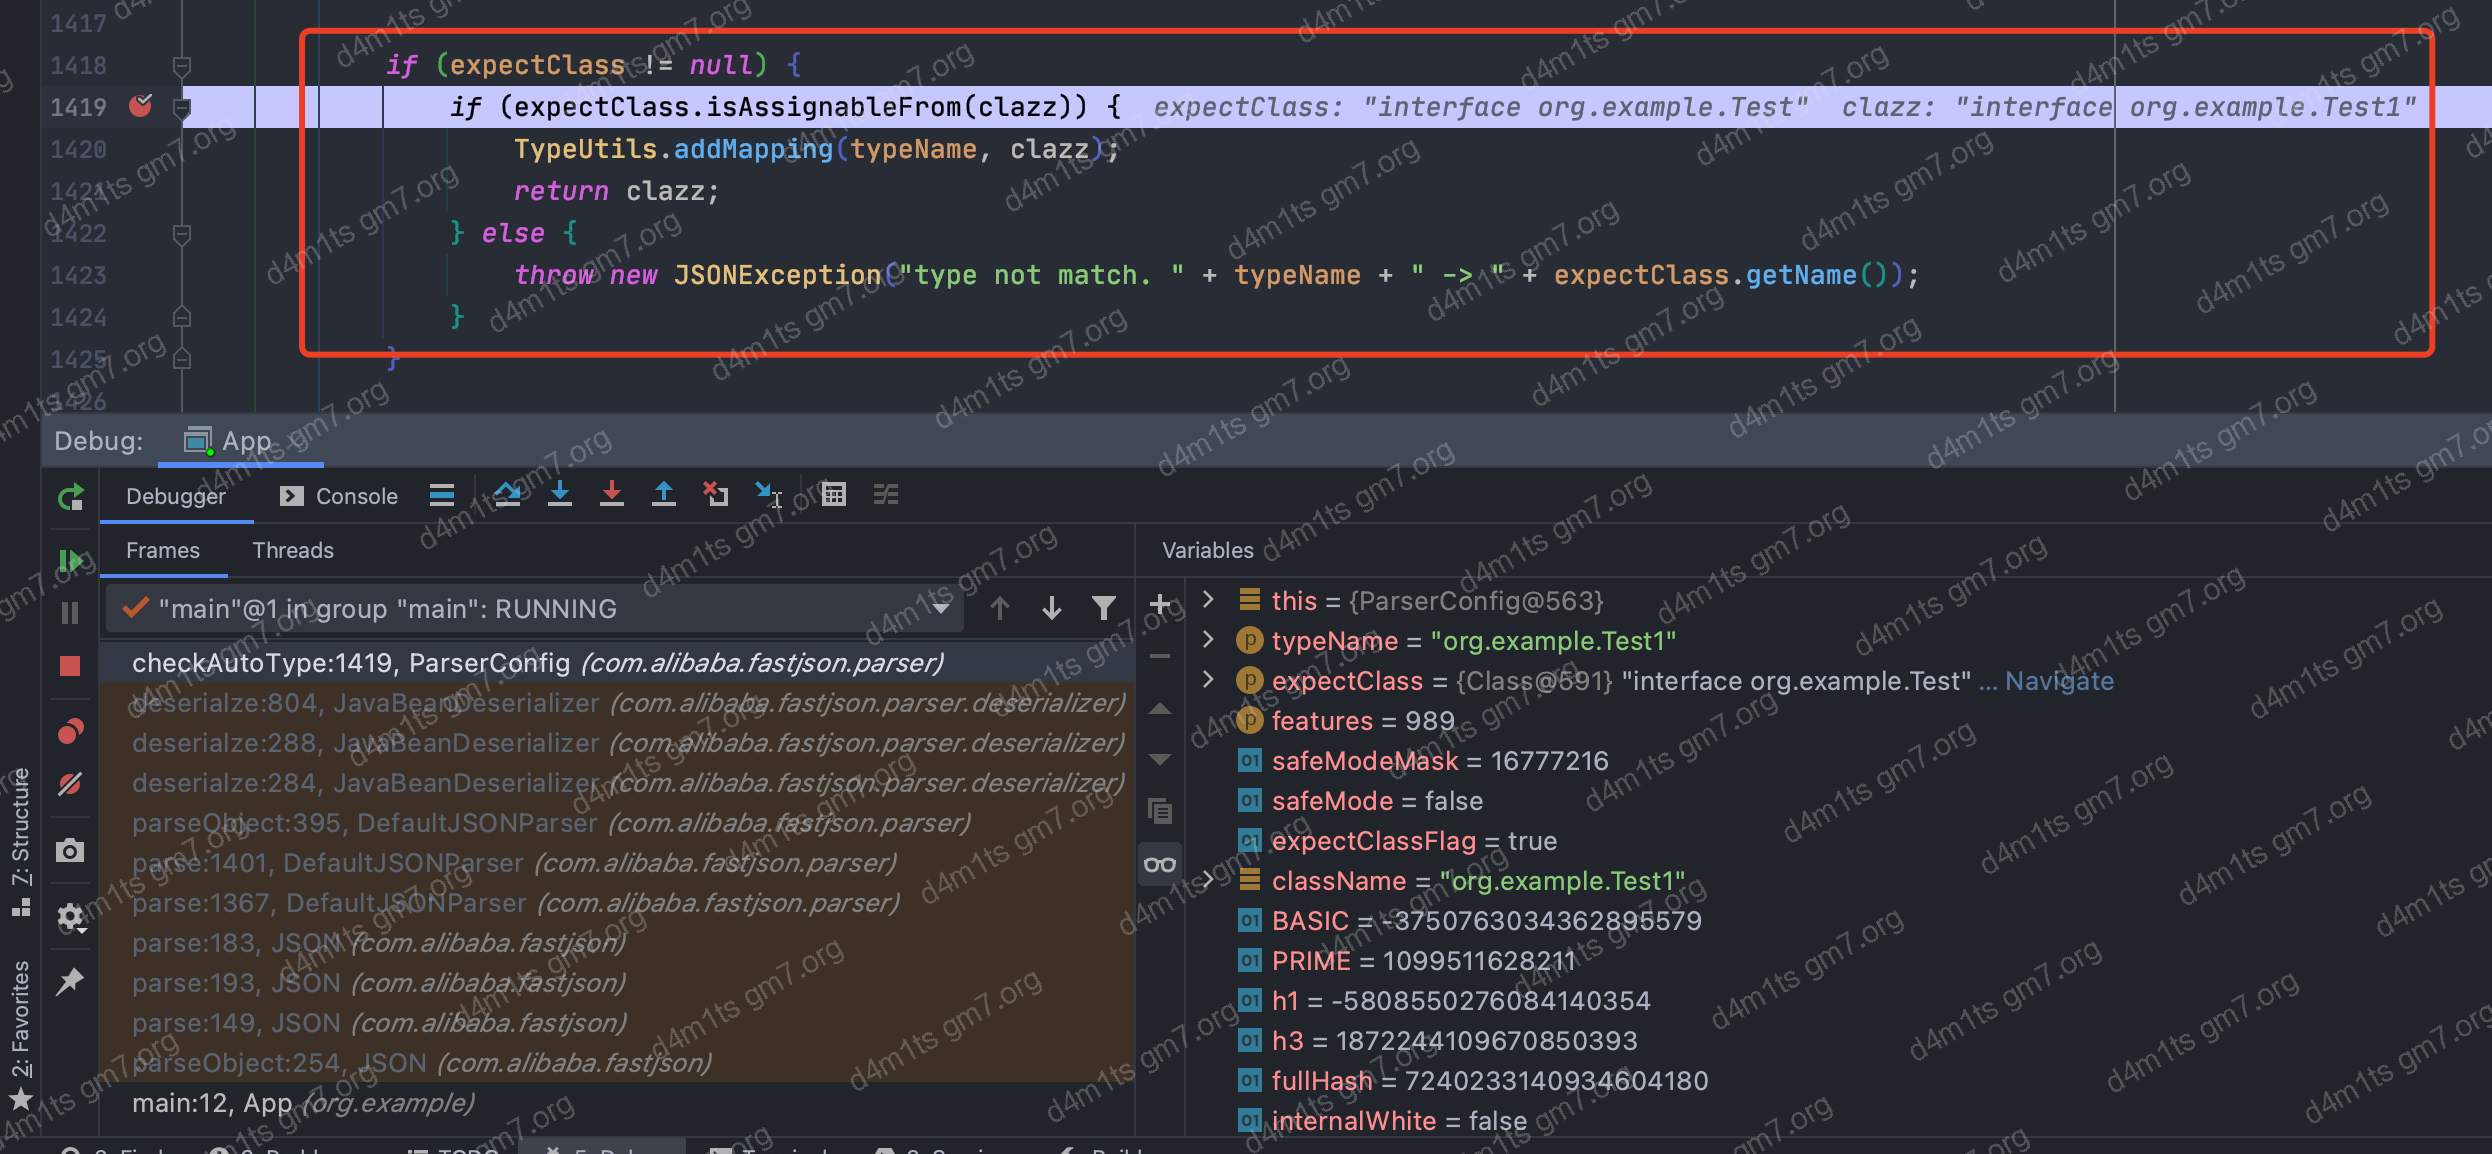 1417
1418 if (expectClass != null) {
1419 if (expectClass.isAssignableFrom(clazz)) { expectClass: "interface org.example.Test" clazz: "interface org.example.Test1"
1420 TypeUtils.addMapping(typeName, clazz);
1421 return clazz;
1422 } else {
1423 throw new JSONException("type not match. " + typeName + " -> " + expectClass.getName());
1424 }
1425 }
1426
Debug: App
Debugger Console
Frames Threads
"main"@1 in group "main": RUNNING
checkAutoType:1419, ParserConfig (com.alibaba.fastjson.parser)
deserialze:804, JavaBeanDeserializer (com.alibaba.fastjson.parser.deserializer)
deserialze:288, JavaBeanDeserializer (com.alibaba.fastjson.parser.deserializer)
deserialze:284, JavaBeanDeserializer (com.alibaba.fastjson.parser.deserializer)
parseObject:395, DefaultJSONParser (com.alibaba.fastjson.parser)
parse:1401, DefaultJSONParser (com.alibaba.fastjson.parser)
parse:1367, DefaultJSONParser (com.alibaba.fastjson.parser)
parse:183, JSON (com.alibaba.fastjson)
parse:193, JSON (com.alibaba.fastjson)
parse:149, JSON (com.alibaba.fastjson)
parseObject:254, JSON (com.alibaba.fastjson)
main:12, App (org.example)
Variables
this = {ParserConfig@563}
typeName = "org.example.Test1"
expectClass = {Class@591} "interface org.example.Test" ... Navigate
features = 989
safeModeMask = 16777216
safeMode = false
expectClassFlag = true
className = "org.example.Test1"
BASIC = -3750763034362895579
PRIME = 1099511628211
h1 = -5808550276084140354
h3 = 1872244109670850393
fullHash = 7240233140934604180
internalWhite = false
7: Structure
2: Favorites
d4m1ts gm7.org